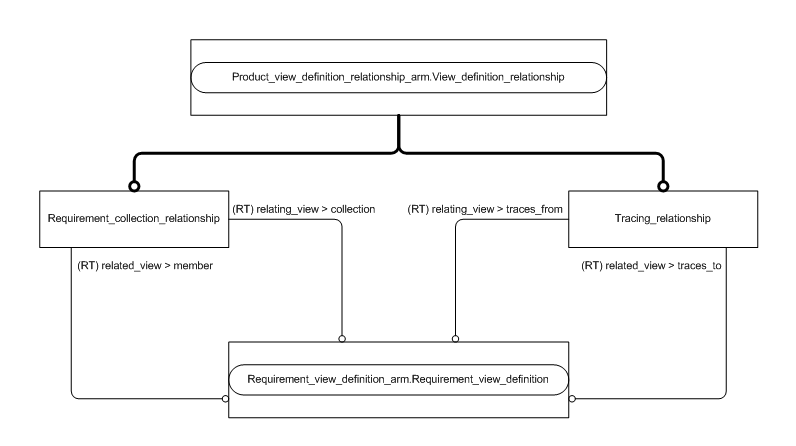 Product_view_definition_relationship_arm.View_definition_relationship
Requirement_collection_relationship
(RT) relating_view > collection
(RT) relating_view > traces_from
Tracing_relationship
(RT) related_view > member
(RT) related_view > traces_to
Requirement_view_definition_arm.Requirement_view_definition